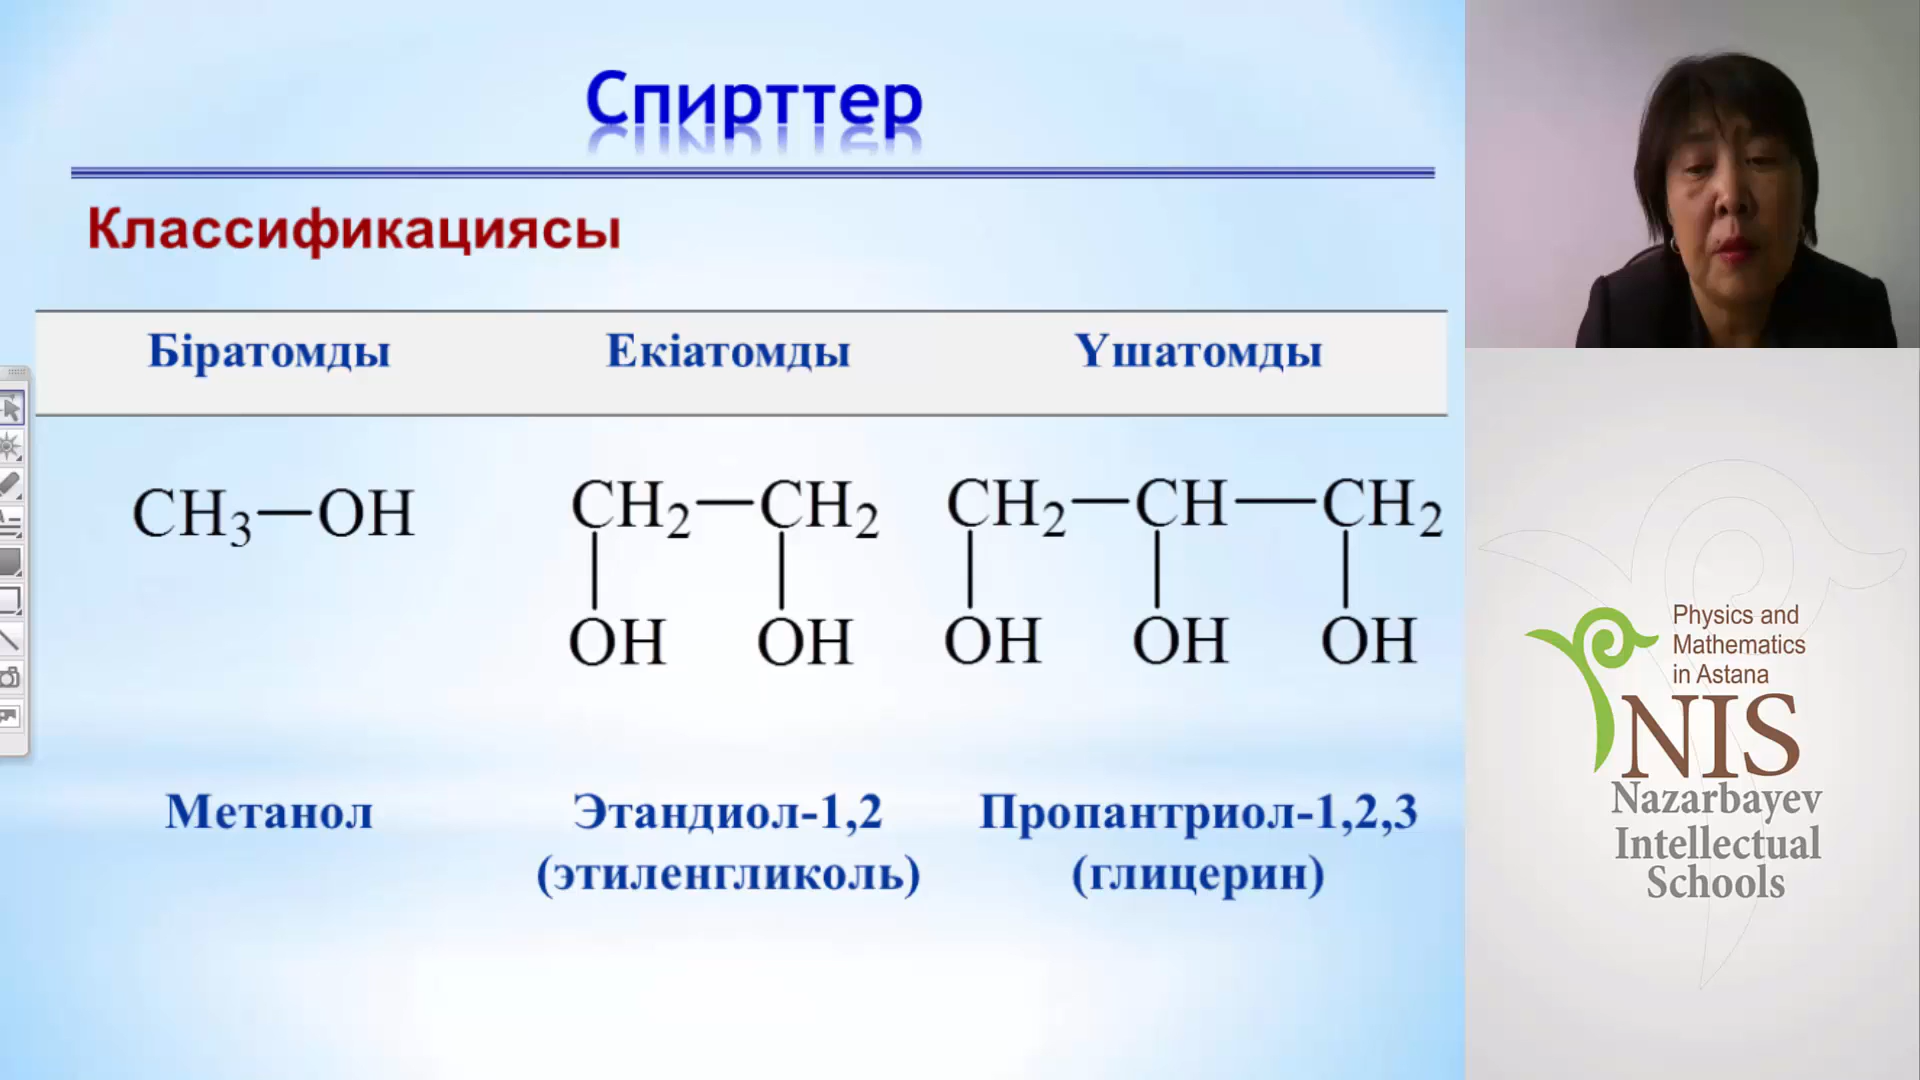 Спирттер
Классификациясы
Біратомды Екіатомды Үшатомды
CH₃—OH CH₂—CH₂ CH₂—CH—CH₂
OH OH OH OH OH
Метанол Этандиол-1,2 Пропантриол-1,2,3
(этиленгликоль) (глицерин)
Physics and
Mathematics
in Astana
NIS
Nazarbayev
Intellectual
Schools